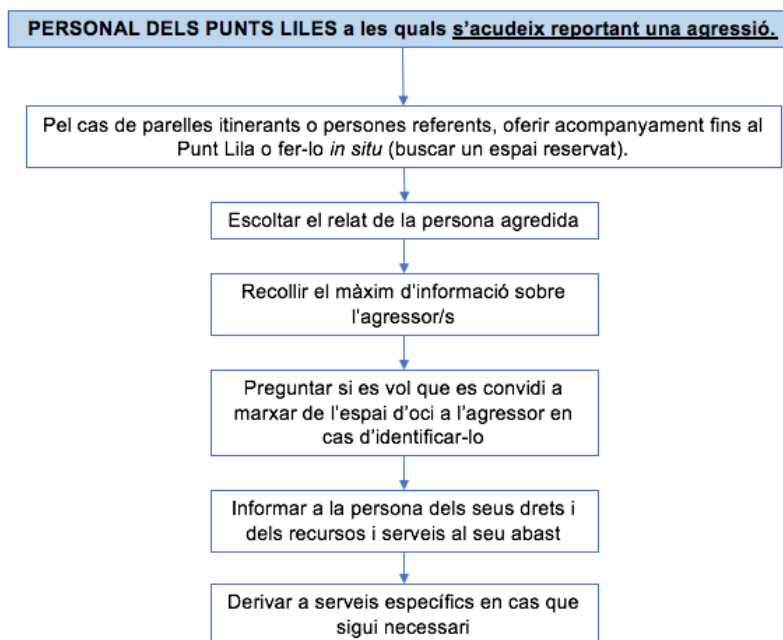 PERSONAL DELS PUNTS LILES a les quals s'acudeix reportant una agressió.
Pel cas de parelles itinerants o persones referents, oferir acompanyament fins al
Punt Lila o fer-lo in situ (buscar un espai reservat).
Escoltar el relat de la persona agredida
Recollir el màxim d'informació sobre
l'agressor/s
Preguntar si es vol que es convidi a
marxar de l'espai d'oci a l'agressor en
cas d'identificar-lo
Informar a la persona dels seus drets i
dels recursos i serveis al seu abast
Derivar a serveis específics en cas que
sigui necessari